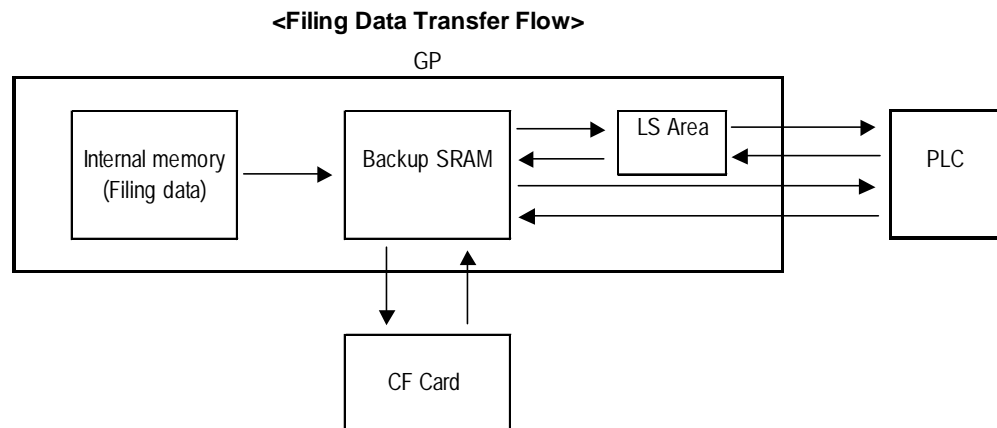 <Filing Data Transfer Flow>
GP
Internal memory
(Filing data)
Backup SRAM
LS Area
PLC
CF Card